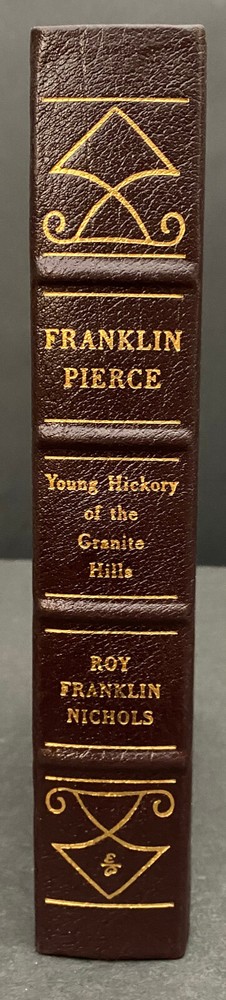 FRANKLIN
PIERCE
Young Hickory
of the
Granite
Hills
ROY
FRANKLIN
NICHOLS